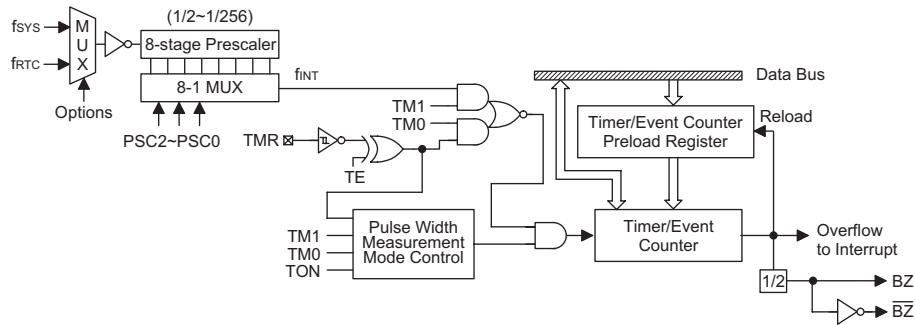 (1/2~1/256)
fSYS
fRTC
M
U
X
8-stage Prescaler
8-1 MUX
Options
PSC2~PSC0
fINT
TM1
TM0
TMR
TE
TM1
TM0
TON
Pulse Width
Measurement
Mode Control
Data Bus
Timer/Event Counter
Preload Register
Reload
Timer/Event
Counter
Overflow
to Interrupt
1/2
BZ
B̅Z̅